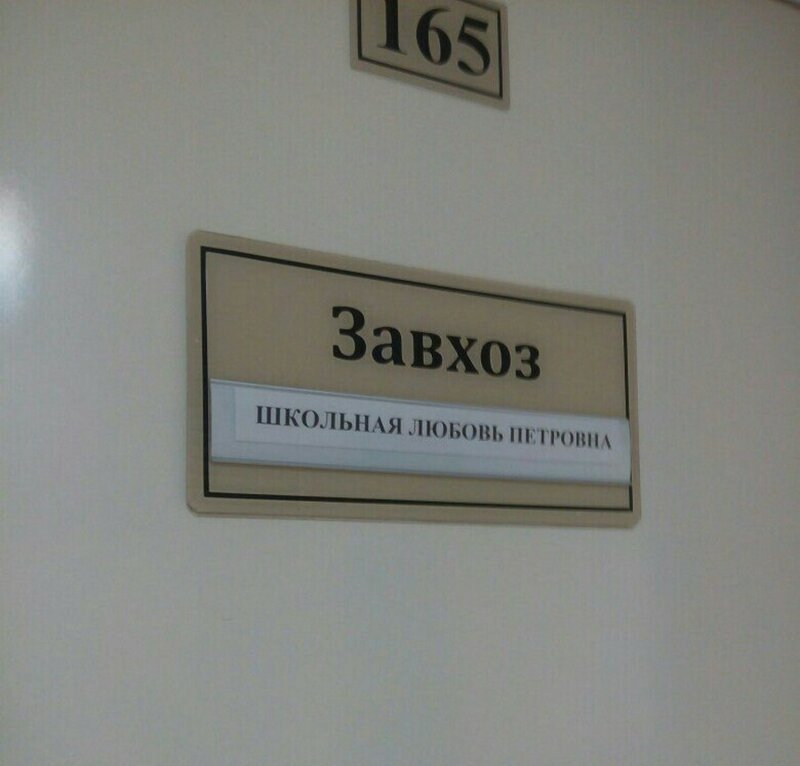 165
Завхоз
ШКОЛЬНАЯ ЛЮБОВЬ ПЕТРОВНА